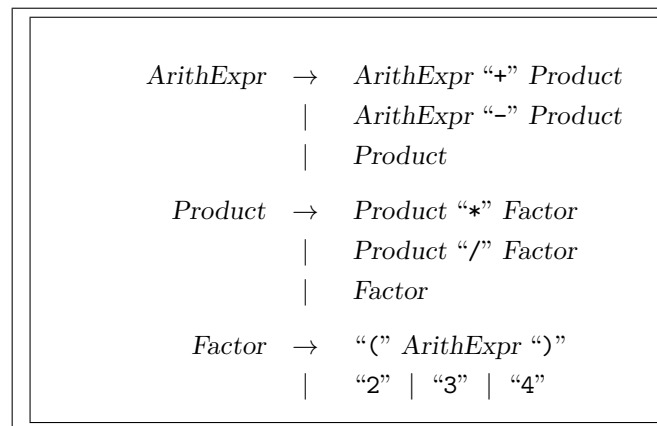 ArithExpr → ArithExpr “+” Product
| ArithExpr “-” Product
| Product
Product → Product “*” Factor
| Product “/” Factor
| Factor
Factor → “(” ArithExpr “)”
| “2” | “3” | “4”